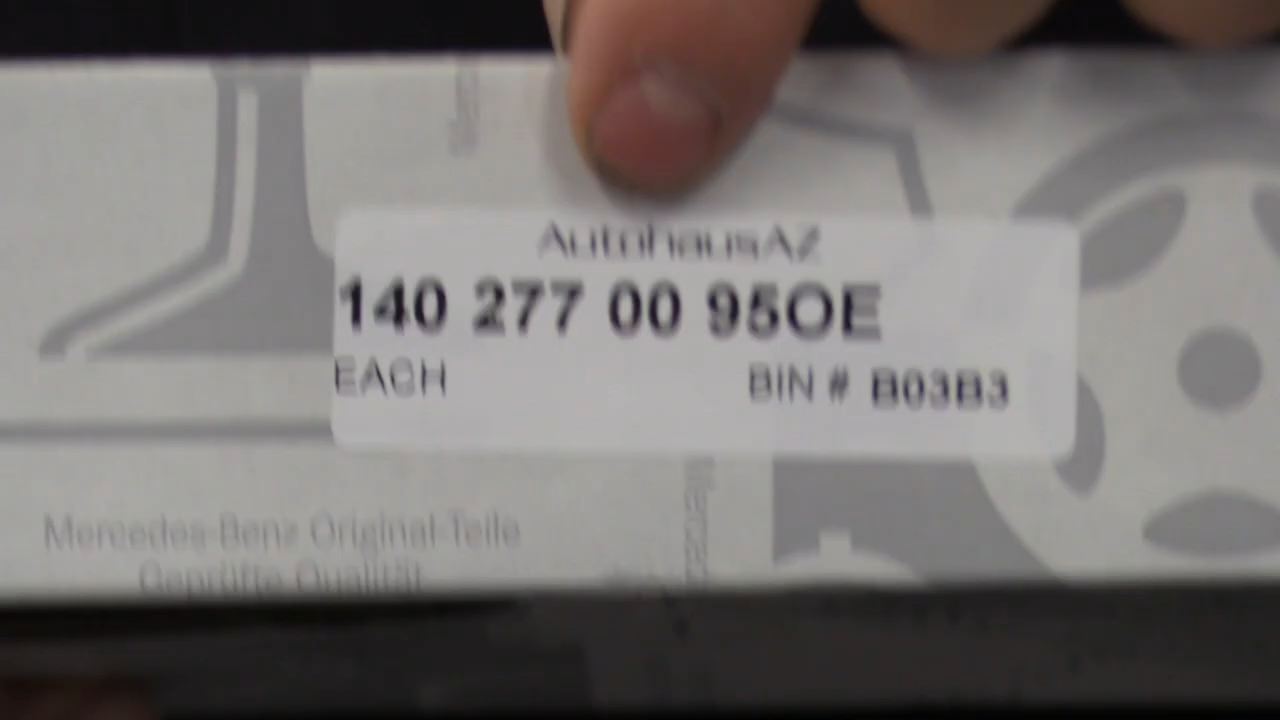 AutohausAZ
140 277 00 95OE
EACH BIN # B03B3
Mercedes-Benz Original-Teile
Geprüfte Qualität